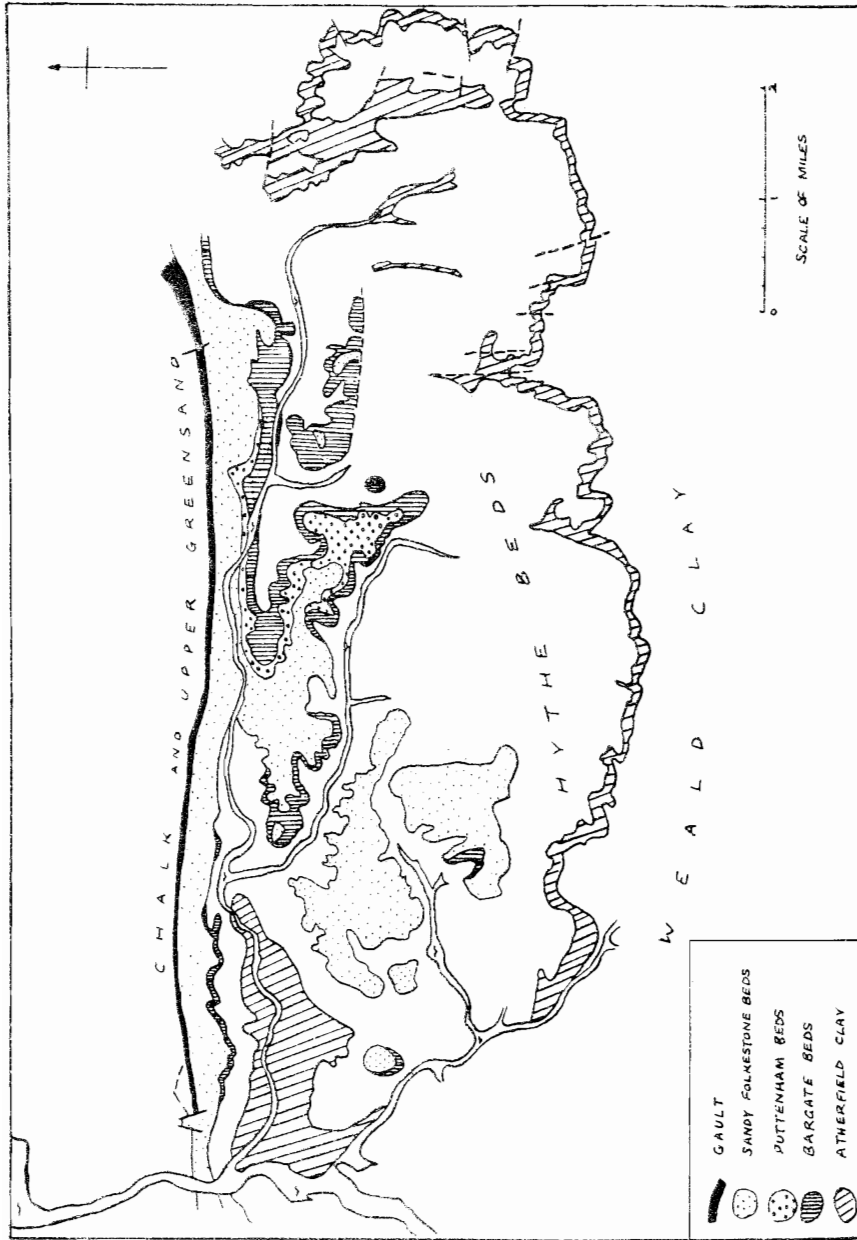 CHALK AND UPPER GREENSAND
HYTHE BEDS
WEALD CLAY
0 1 2
SCALE OF MILES
GAULT
SANDY FOLKESTONE BEDS
PUTTENHAM BEDS
BARGATE BEDS
ATHERFIELD CLAY